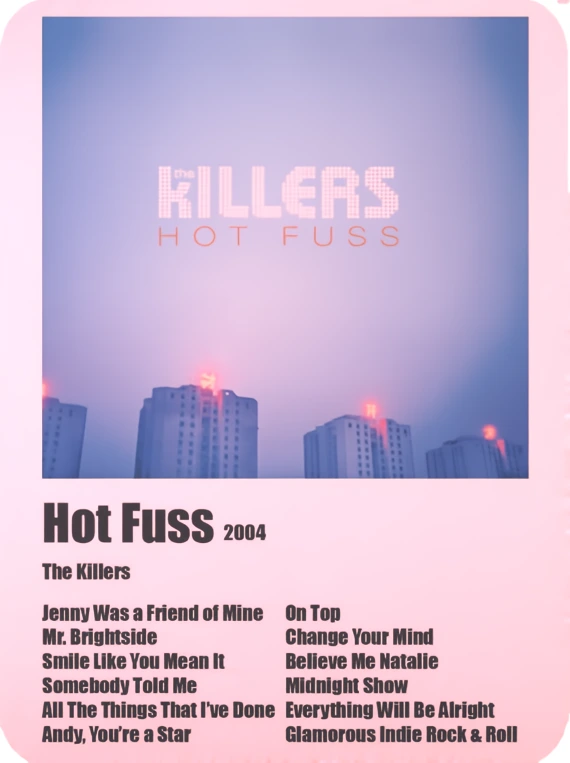 the
KILLERS
HOT FUSS
Hot Fuss 2004
The Killers
Jenny Was a Friend of Mine
Mr. Brightside
Smile Like You Mean It
Somebody Told Me
All The Things That I've Done
Andy, You're a Star
On Top
Change Your Mind
Believe Me Natalie
Midnight Show
Everything Will Be Alright
Glamorous Indie Rock & Roll